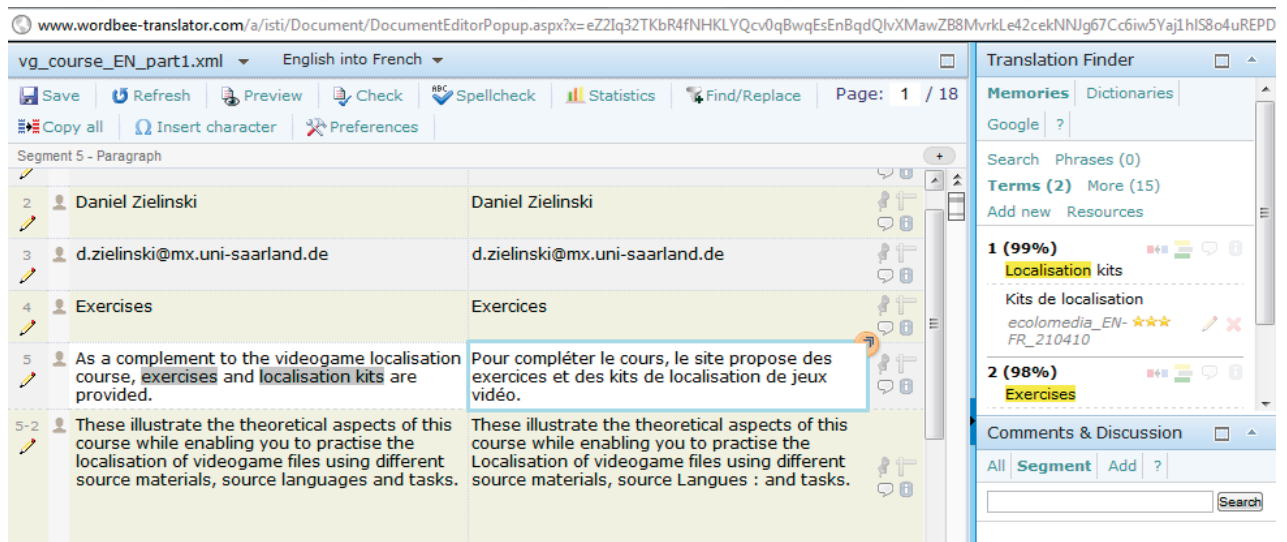 www.wordbee-translator.com/a/isti/Document/DocumentEditorPopup.aspx?x=eZ2Iq32TKbR4fNHKLYQcv0qBwqEsEnBqdQlvXMawZB8MvrkLe42cekNNJg67Cc6iw5Yaj1hlS8o4uREPD
vg_course_EN_part1.xml English into French
Save Refresh Preview Check ABC Spellcheck Statistics Find/Replace Page: 1 / 18
Copy all Insert character Preferences
Segment 5 - Paragraph +
2 Daniel Zielinski Daniel Zielinski
3 d.zielinski@mx.uni-saarland.de d.zielinski@mx.uni-saarland.de
4 Exercises Exercices
5 As a complement to the videogame localisation
course, exercises and localisation kits are
provided.
Pour compléter le cours, le site propose des
exercices et des kits de localisation de jeux
vidéo.
5-2 These illustrate the theoretical aspects of this
course while enabling you to practise the
localisation of videogame files using different
source materials, source languages and tasks.
These illustrate the theoretical aspects of this
course while enabling you to practise the
Localisation of videogame files using different
source materials, source Langues : and tasks.
Translation Finder
Memories Dictionaries
Google ?
Search Phrases (0)
Terms (2) More (15)
Add new Resources
1 (99%)
Localisation kits
Kits de localisation
ecolomedia_EN-
FR_210410
2 (98%)
Exercises
Comments & Discussion
All Segment Add ?
Search